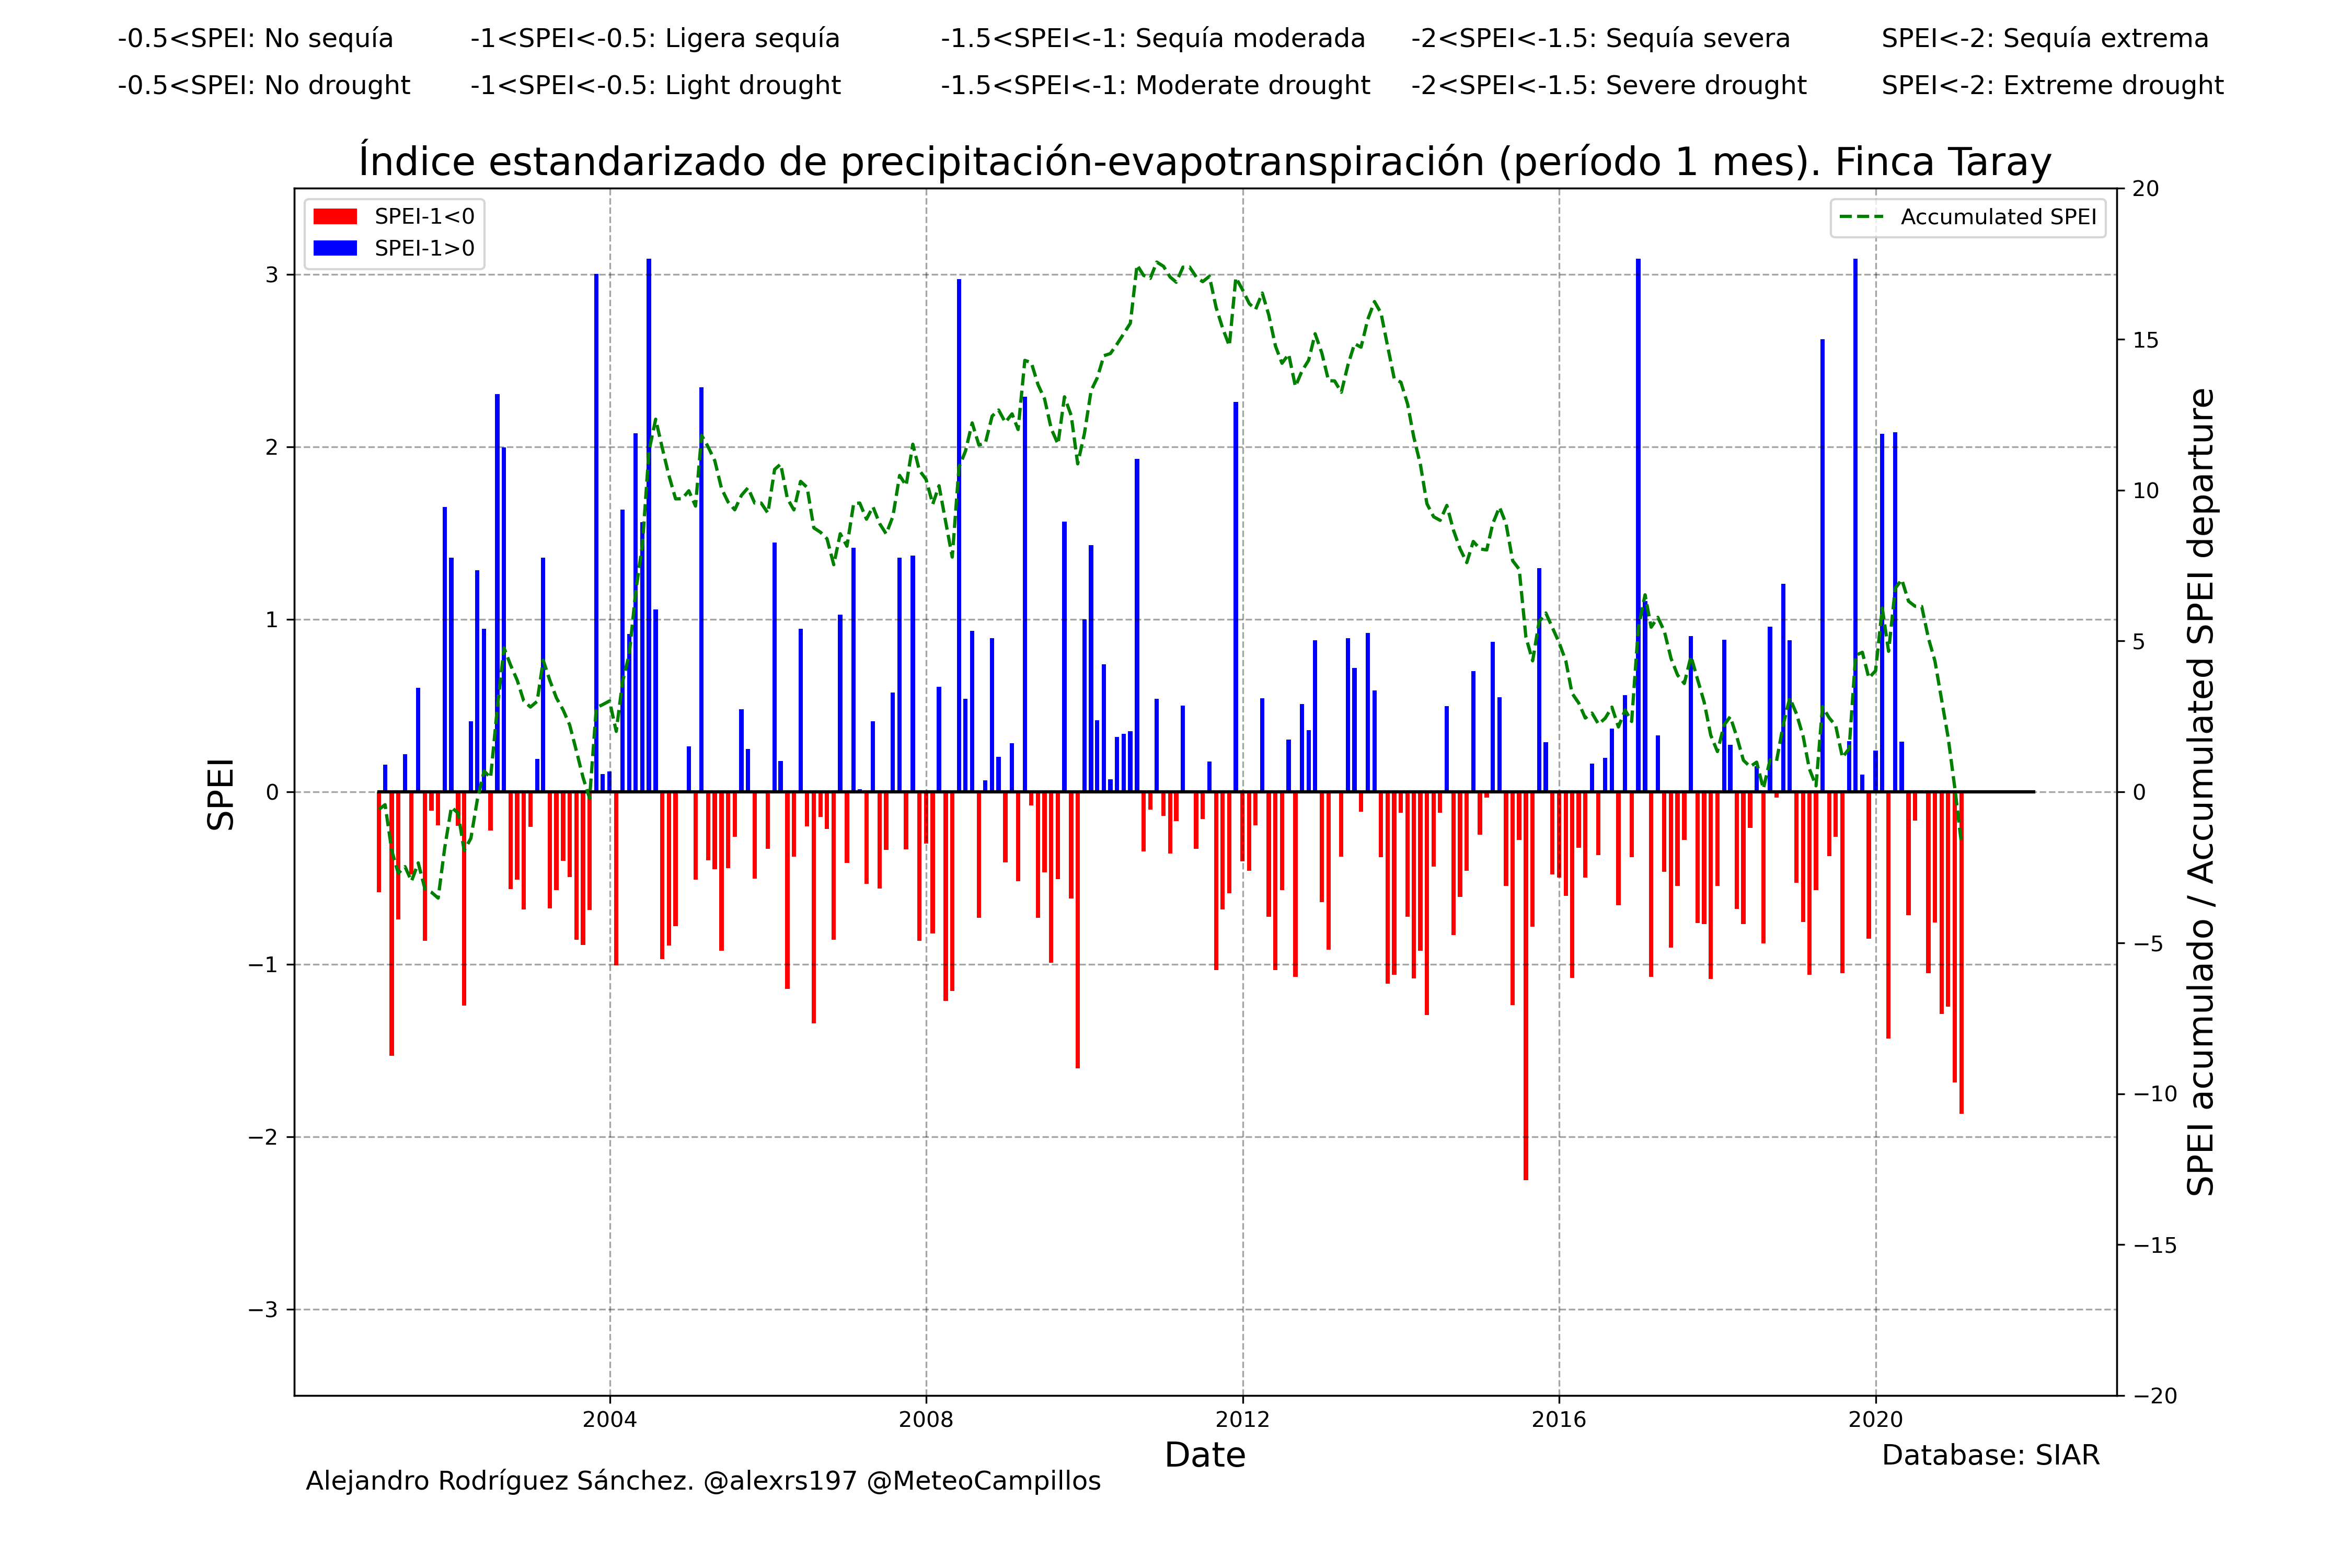 -0.5<SPEI: No sequía -1<SPEI<-0.5: Ligera sequía -1.5<SPEI<-1: Sequía moderada -2<SPEI<-1.5: Sequía severa SPEI<-2: Sequía extrema
-0.5<SPEI: No drought -1<SPEI<-0.5: Light drought -1.5<SPEI<-1: Moderate drought -2<SPEI<-1.5: Severe drought SPEI<-2: Extreme drought
Índice estandarizado de precipitación-evapotranspiración (período 1 mes). Finca Taray
SPEI-1<0
SPEI-1>0
Accumulated SPEI
SPEI
3
2
1
0
−1
−2
−3
20
15
10
5
0
−5
−10
−15
−20
SPEI acumulado / Accumulated SPEI departure
2004 2008 2012 2016 2020
Date
Database: SIAR
Alejandro Rodríguez Sánchez. @alexrs197 @MeteoCampillos